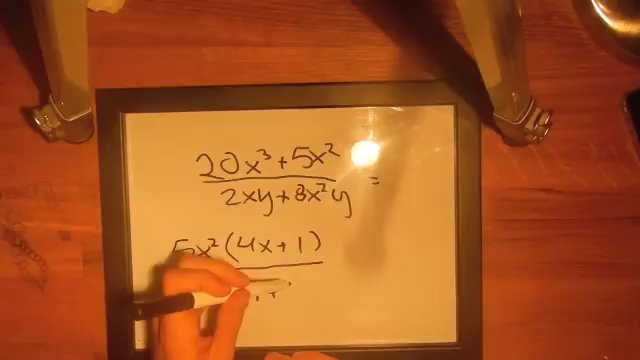 20x³+5x²
2xy+8x²y =
5x²(4x+1)